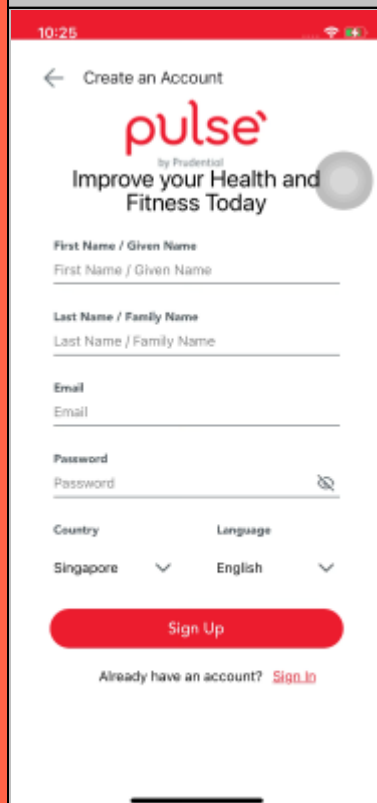 10:25
Create an Account
pulse
by Prudential
Improve your Health and
Fitness Today
First Name / Given Name
First Name / Given Name
Last Name / Family Name
Last Name / Family Name
Email
Email
Password
Password
Country Language
Singapore English
Sign Up
Already have an account? Sign In